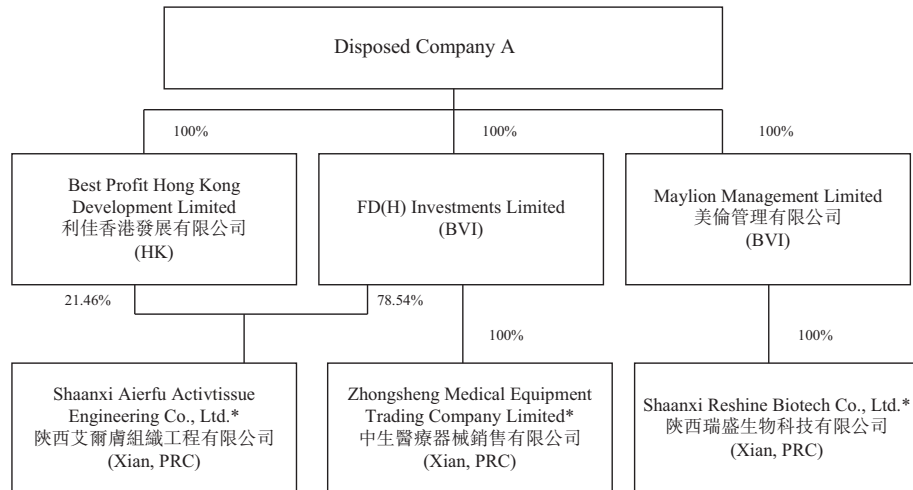 Disposed Company A
100%
100%
100%
Best Profit Hong Kong
Development Limited
利佳香港發展有限公司
(HK)
FD(H) Investments Limited
(BVI)
Maylion Management Limited
美倫管理有限公司
(BVI)
21.46%
78.54%
100%
100%
Shaanxi Aierfu Activtissue
Engineering Co., Ltd.*
陝西艾爾膚組織工程有限公司
(Xian, PRC)
Zhongsheng Medical Equipment
Trading Company Limited*
中生醫療器械銷售有限公司
(Xian, PRC)
Shaanxi Reshine Biotech Co., Ltd.*
陝西瑞盛生物科技有限公司
(Xian, PRC)